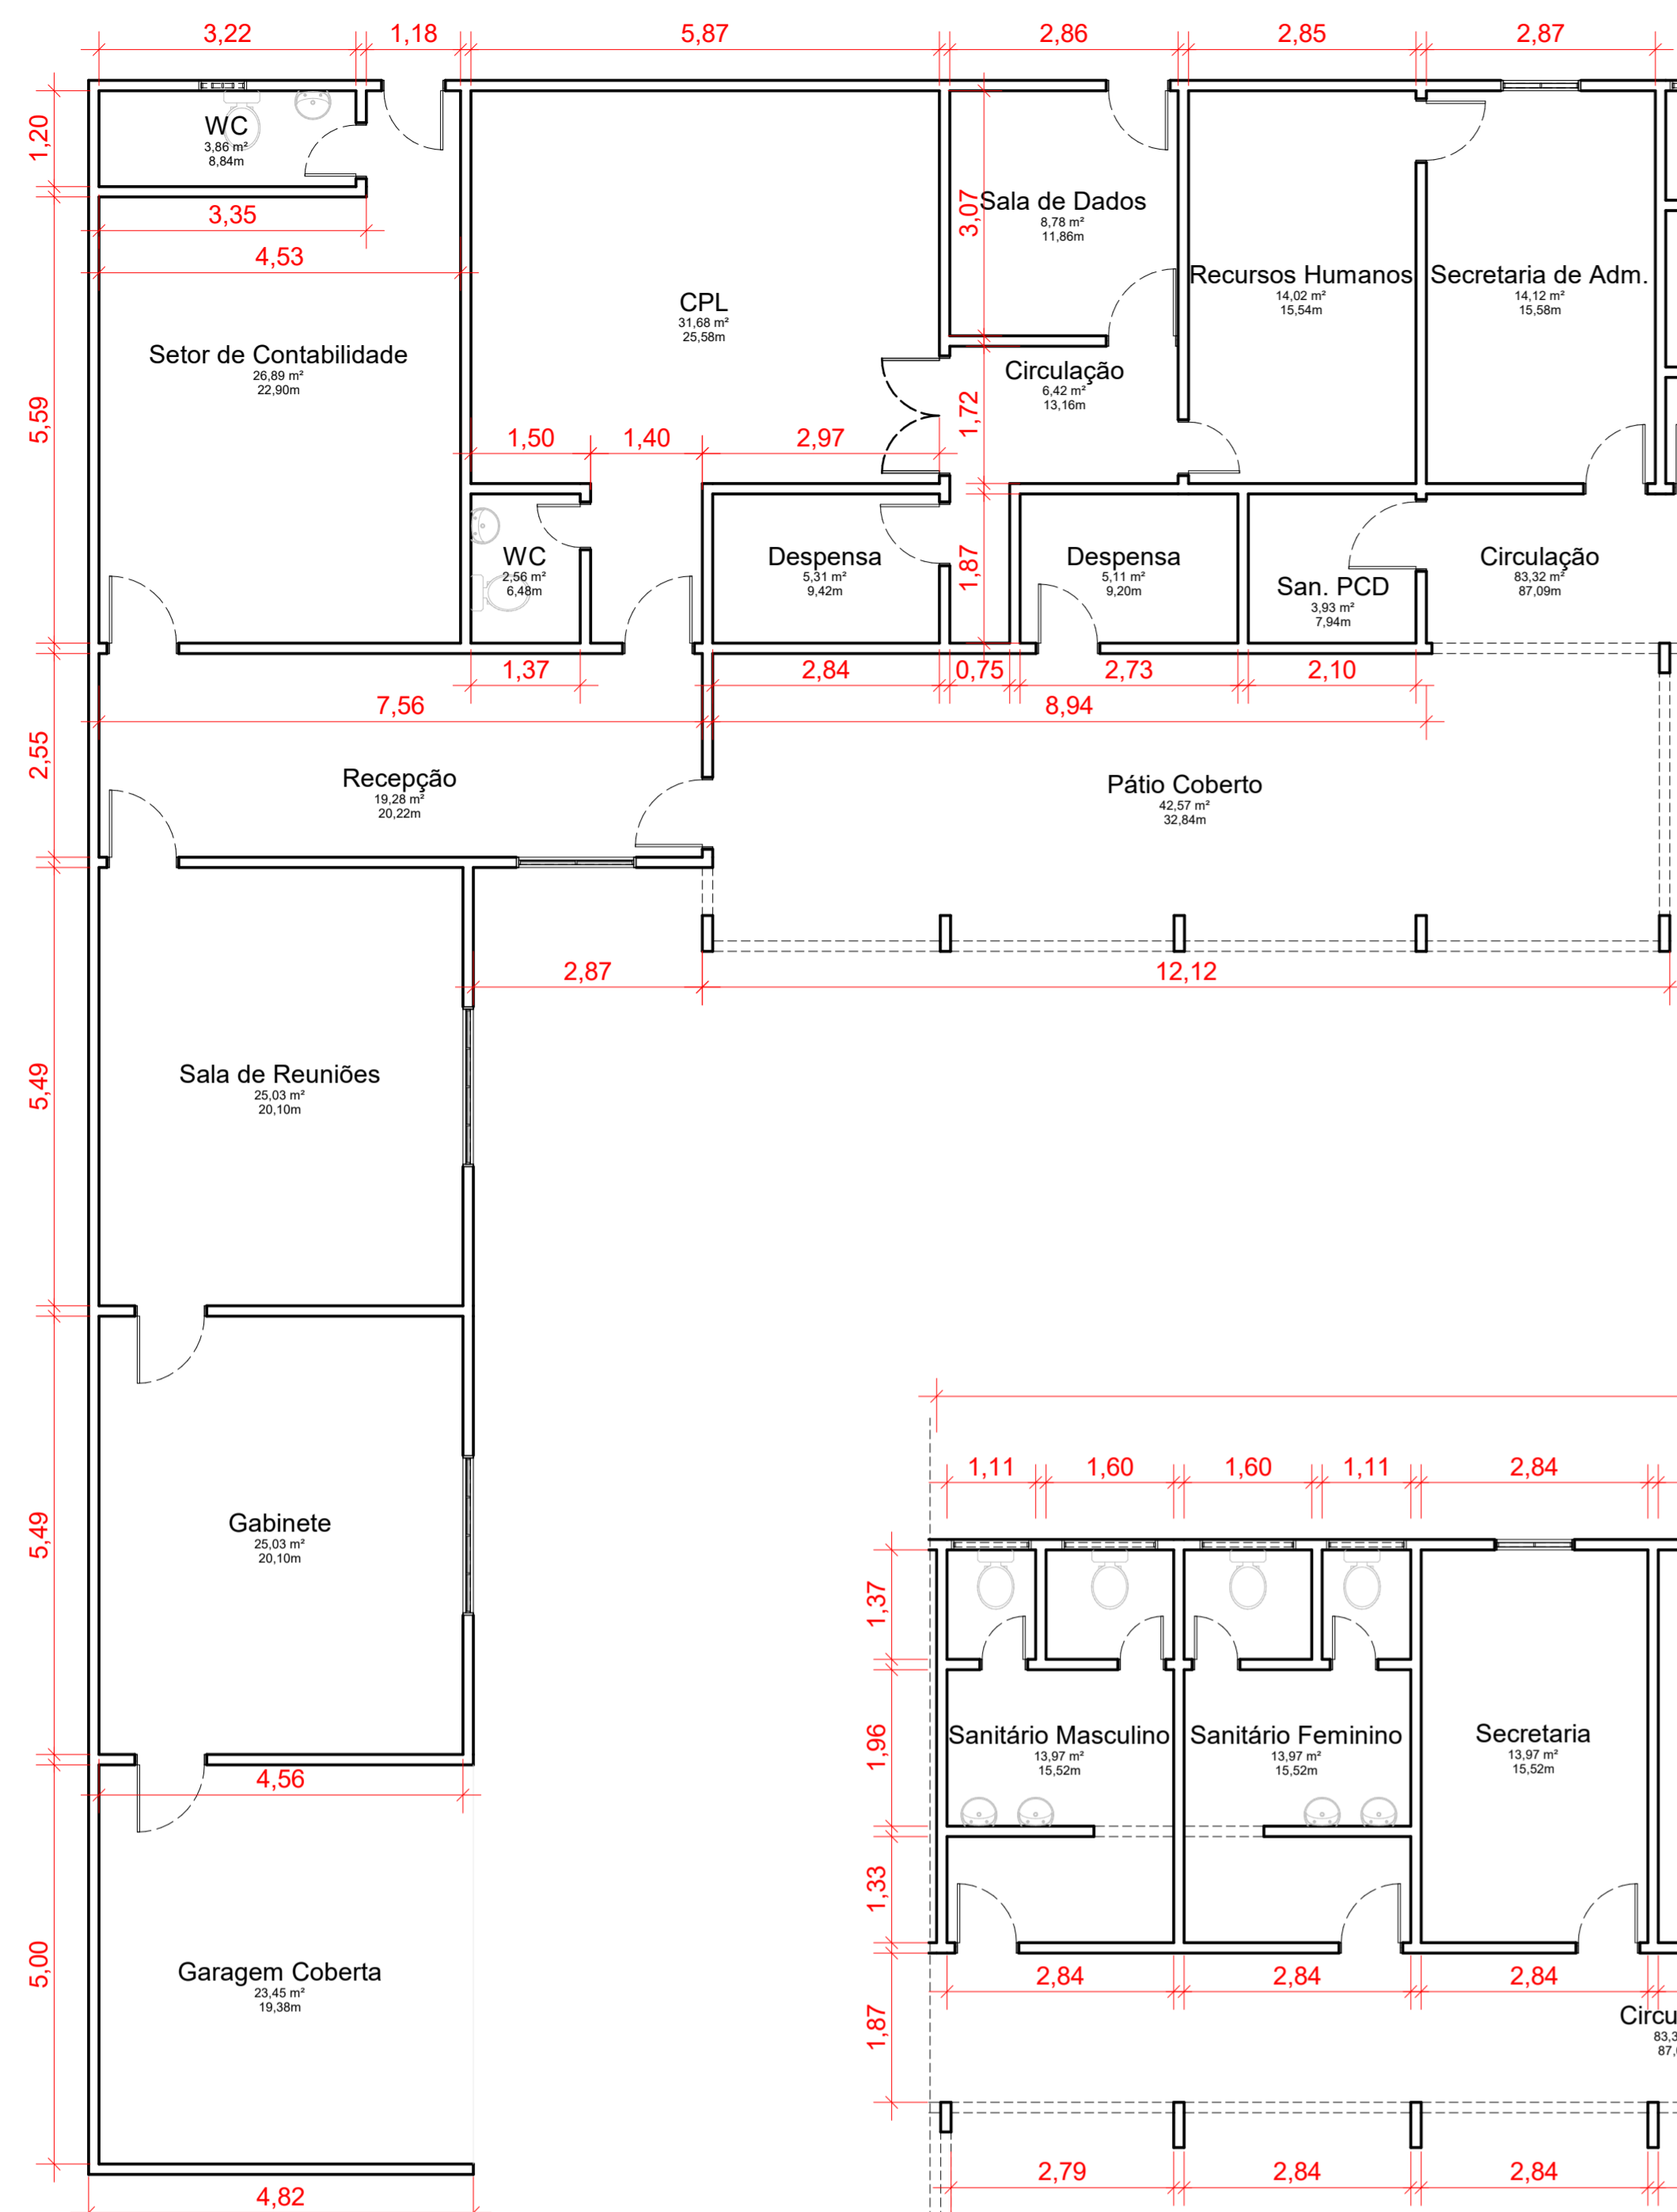 3,22
1,18
5,87
2,86
2,85
2,87
1,20
WC
3,86 m²
8,84m
3,35
4,53
3,07
Sala de Dados
8,78 m²
11,86m
Recursos Humanos
14,02 m²
15,54m
Secretaria de Adm.
14,12 m²
15,58m
CPL
31,68 m²
25,58m
Setor de Contabilidade
26,89 m²
22,90m
5,59
Circulação
6,42 m²
13,16m
1,72
1,50
1,40
2,97
WC
2,56 m²
6,48m
Despensa
5,31 m²
9,42m
1,87
Despensa
5,11 m²
9,20m
San. PCD
3,93 m²
7,94m
Circulação
83,32 m²
87,09m
1,37
2,84
0,75
2,73
2,10
7,56
8,94
2,55
Recepção
19,28 m²
20,22m
Pátio Coberto
42,57 m²
32,84m
2,87
12,12
5,49
Sala de Reuniões
25,03 m²
20,10m
1,11
1,60
1,60
1,11
2,84
5,49
Gabinete
25,03 m²
20,10m
1,37
1,96
Sanitário Masculino
13,97 m²
15,52m
Sanitário Feminino
13,97 m²
15,52m
Secretaria
13,97 m²
15,52m
4,56
1,33
5,00
Garagem Coberta
23,45 m²
19,38m
2,84
2,84
2,84
1,87
Circu
83,3
87,
2,79
2,84
2,84
4,82